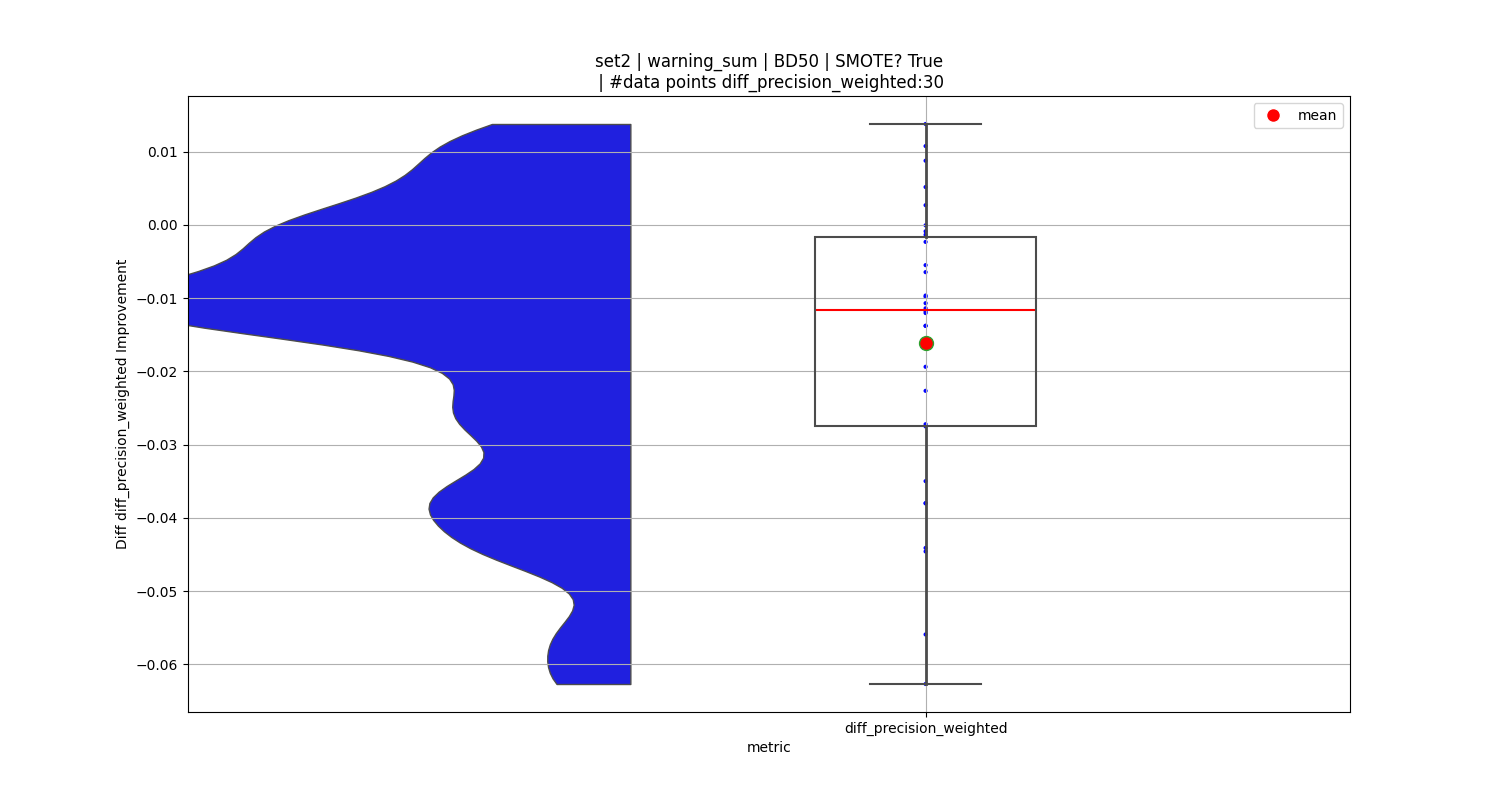 set2 | warning_sum | BD50 | SMOTE? True
| #data points diff_precision_weighted:30
mean
0.01
0.00
−0.01
−0.02
−0.03
−0.04
−0.05
−0.06
Diff diff_precision_weighted Improvement
diff_precision_weighted
metric